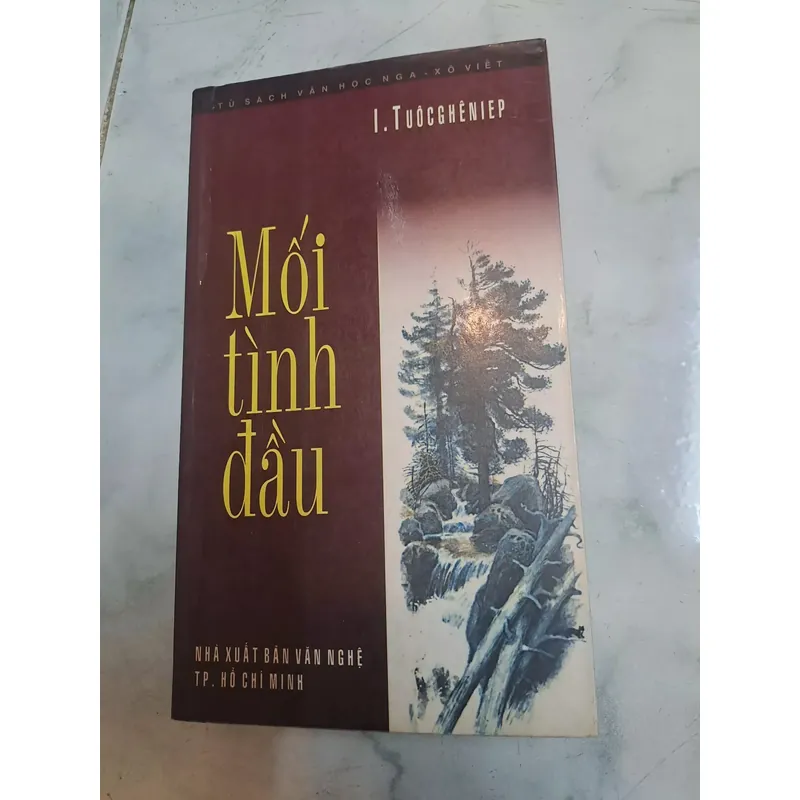 TỦ SÁCH VĂN HỌC NGA - XÔ VIẾT
I. TUÔCGHÊNIEP
Mối
tình
đầu
NHÀ XUẤT BẢN VĂN NGHỆ
TP. HỒ CHÍ MINH